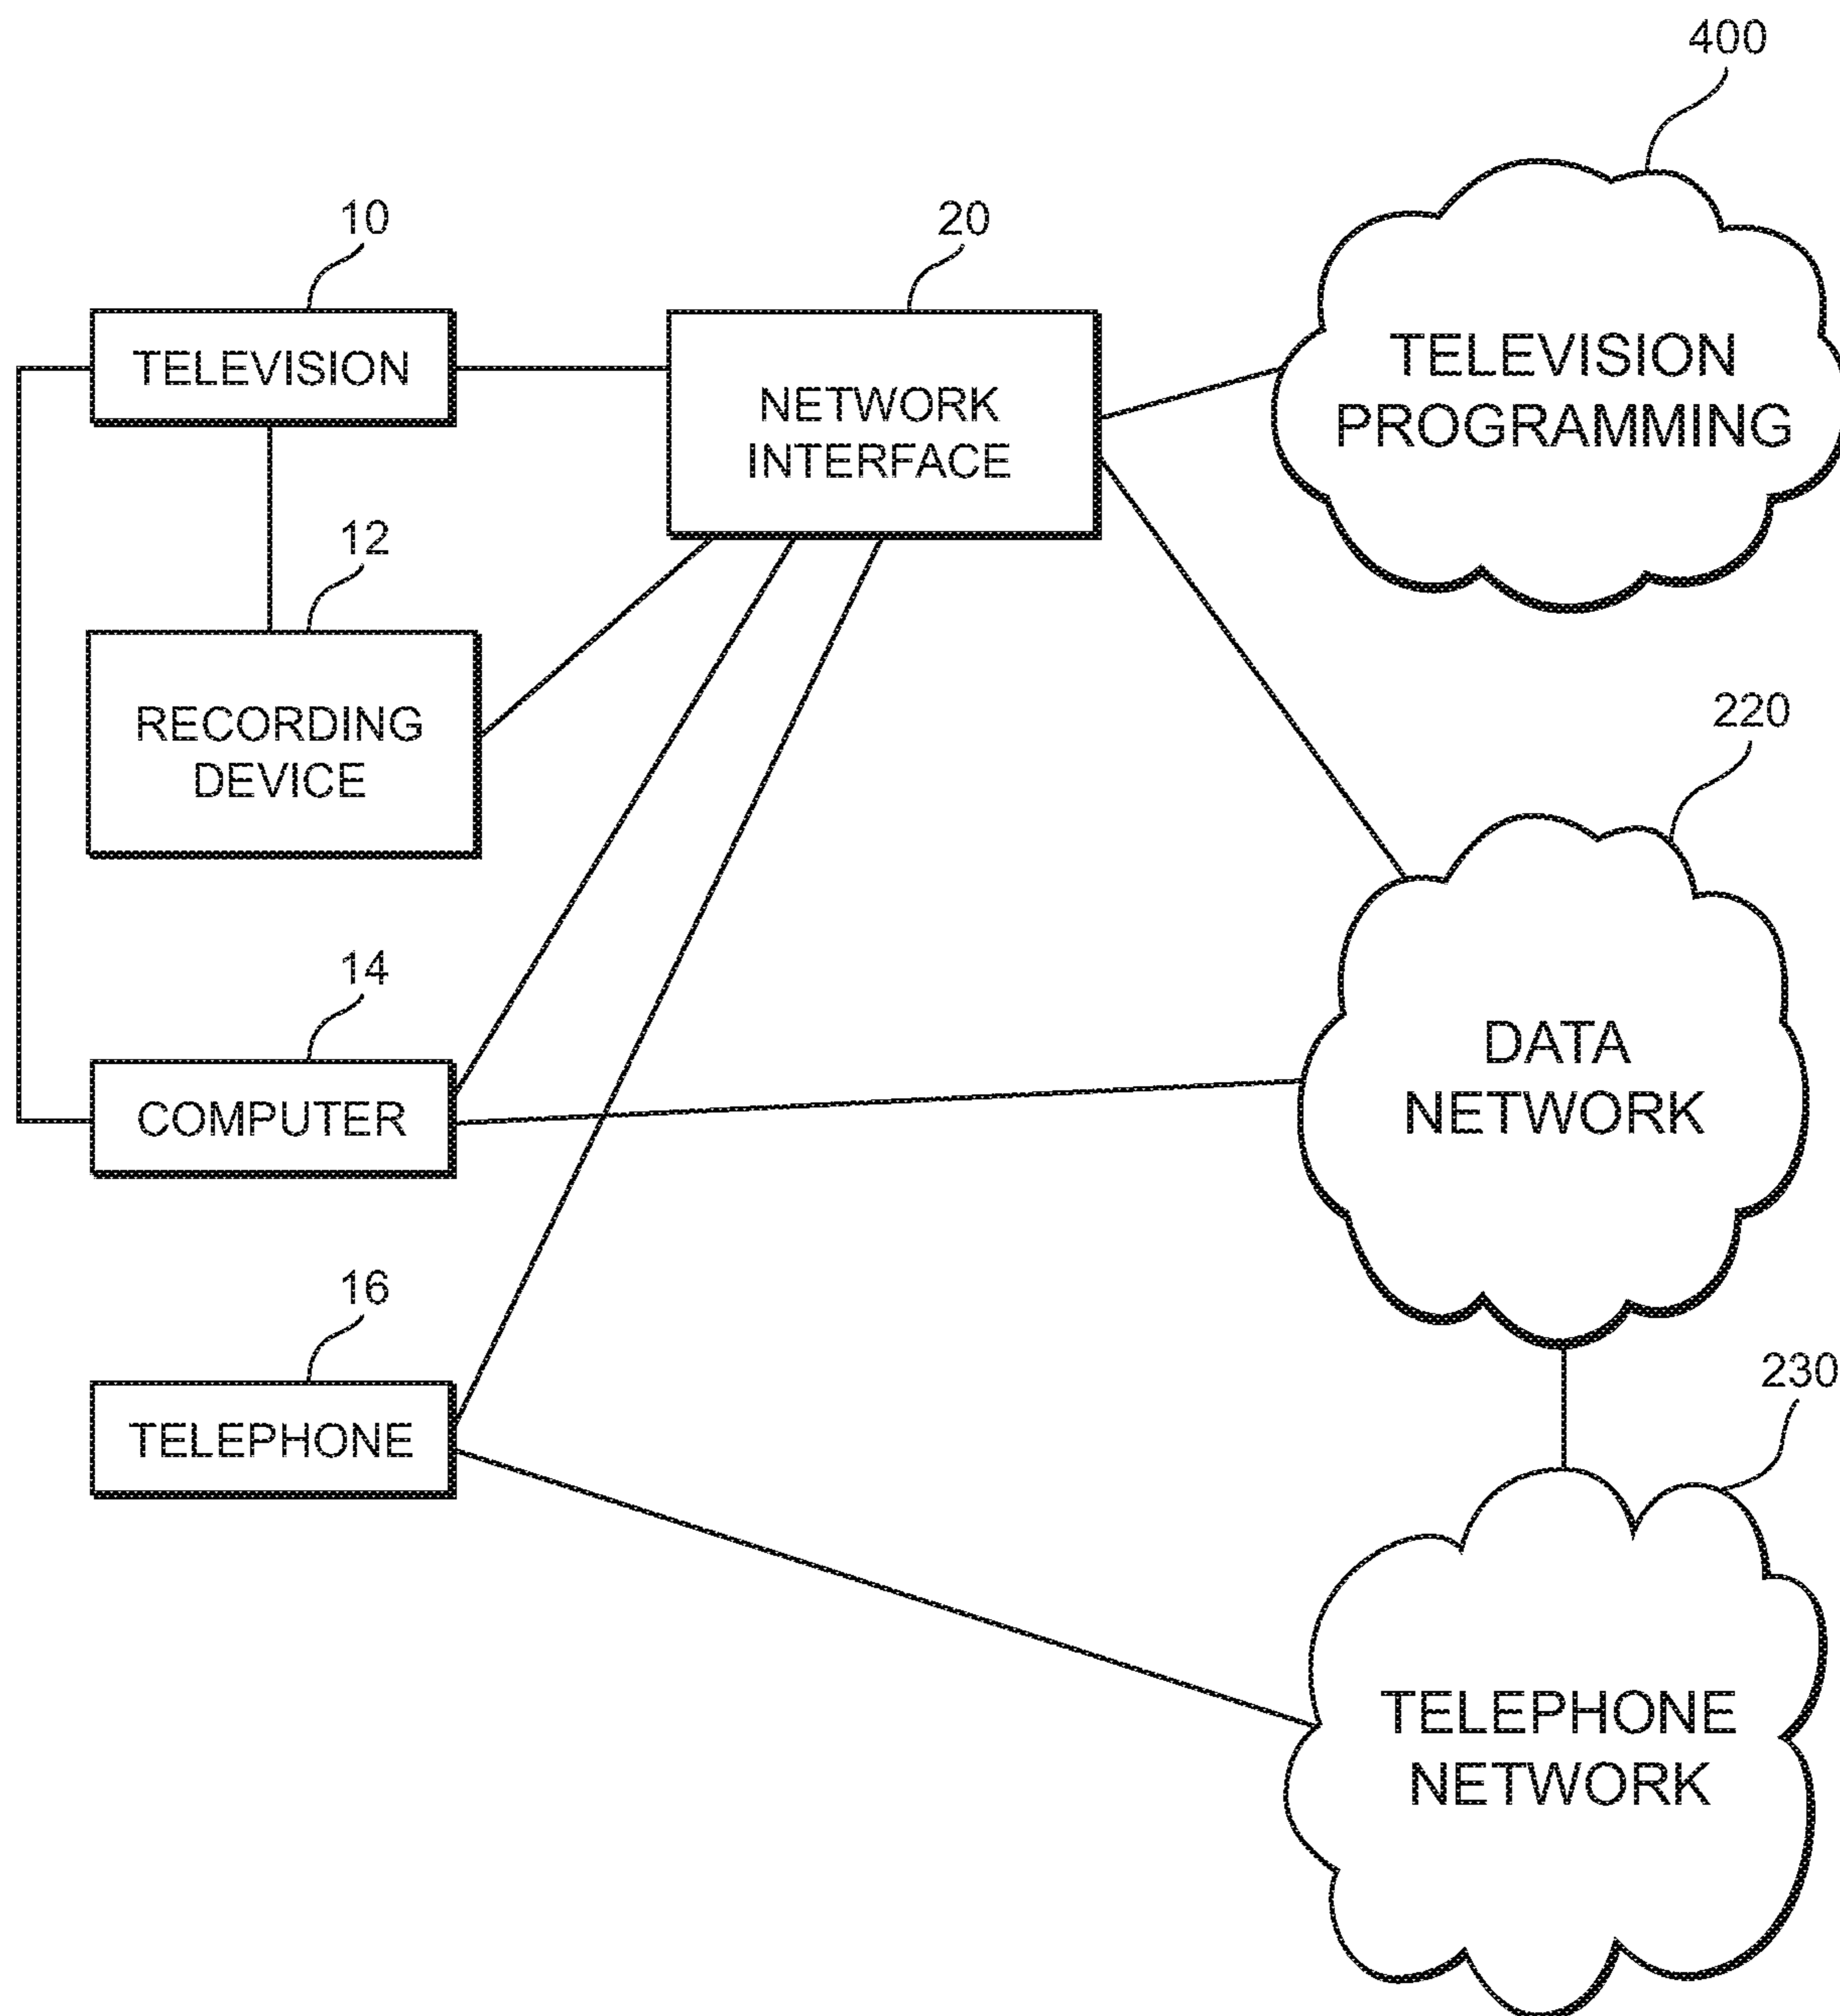 400
10
20
TELEVISION
NETWORK
INTERFACE
TELEVISION
PROGRAMMING
12
RECORDING
DEVICE
220
14
COMPUTER
DATA
NETWORK
16
TELEPHONE
230
TELEPHONE
NETWORK